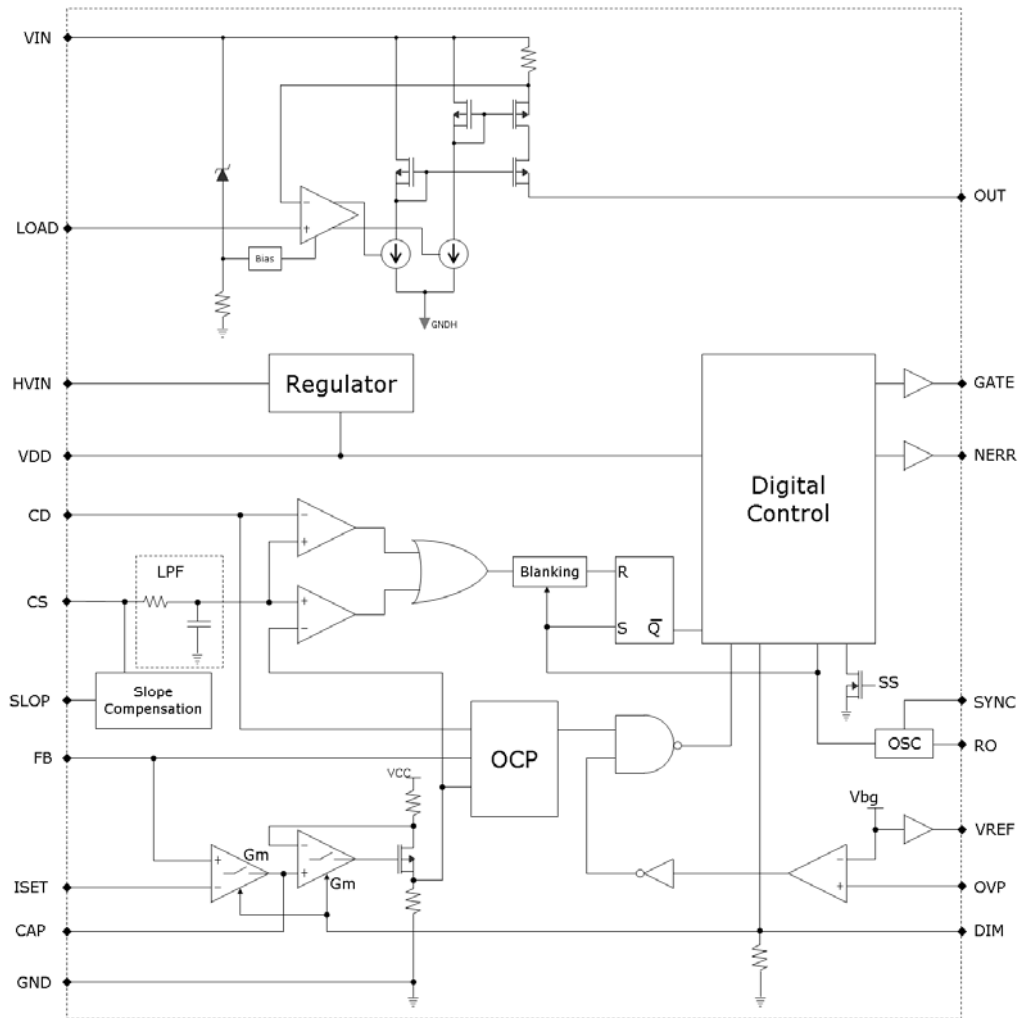 VIN
OUT
LOAD
Bias
GNDH
HVIN
Regulator
GATE
VDD
NERR
Digital
Control
CD
LPF
Blanking
R
CS
S
Q̅
SS
SLOP
Slope
Compensation
SYNC
OSC
RO
FB
OCP
VCC
Vbg
VREF
Gm
Gm
ISET
OVP
CAP
DIM
GND